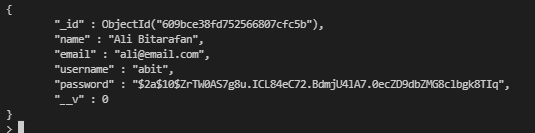 {
"_id" : ObjectId("609bce38fd752566807cfc5b"),
"name" : "Ali Bitarafan",
"email" : "ali@email.com",
"username" : "abit",
"password" : "$2a$10$ZrTW0AS7g8u.ICL84eC72.BdmjU4lA7.0ecZD9dbZMG8clbgk8TIq",
"__v" : 0
}
>